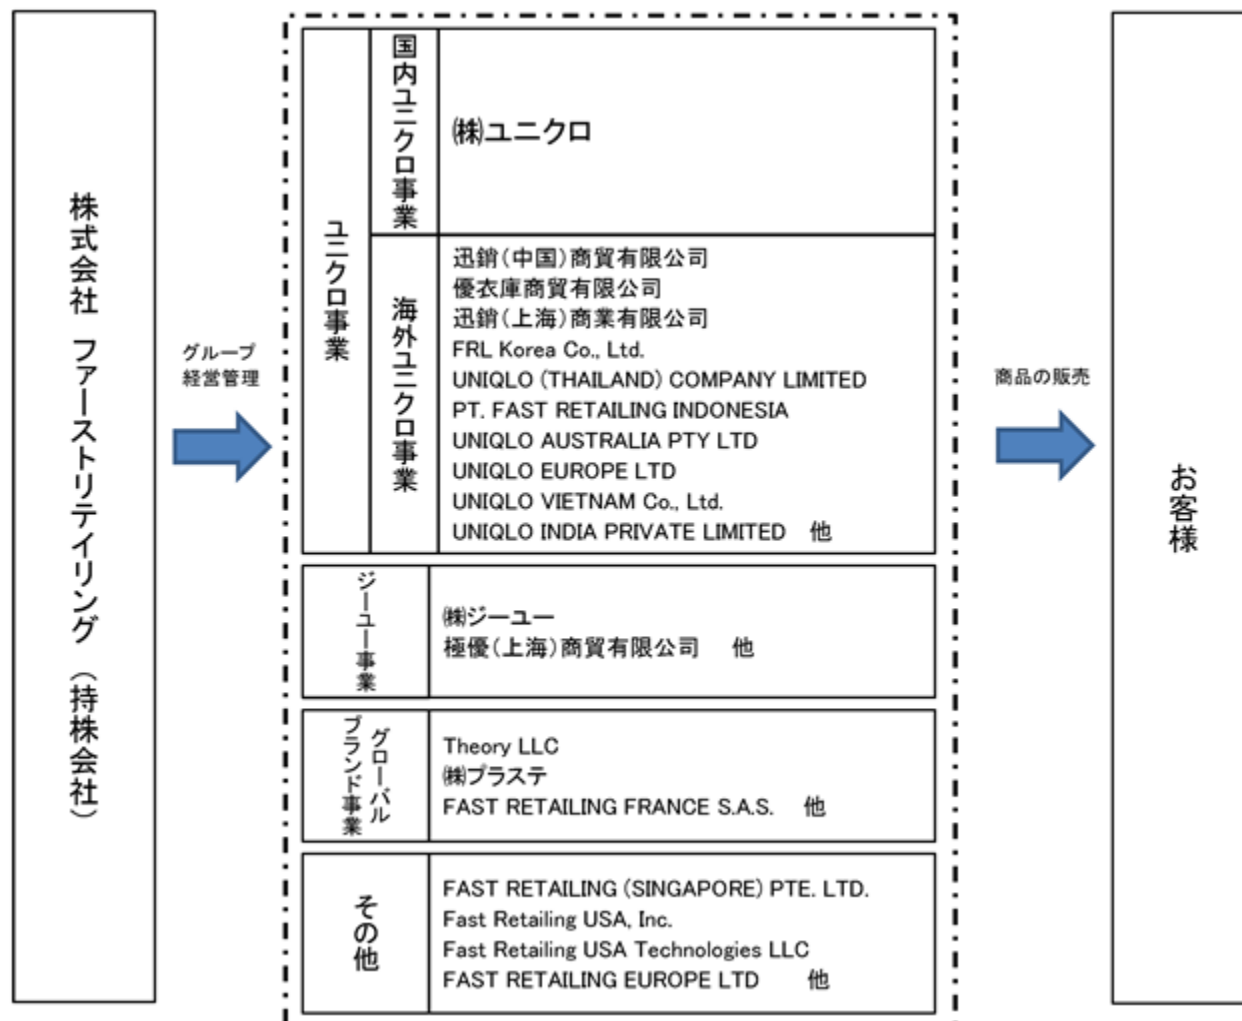 株式会社 ファーストリテイリング （持株会社）
グループ
経営管理
ユニクロ事業
国内ユニクロ事業
㈱ユニクロ
海外ユニクロ事業
迅銷（中国）商貿有限公司
優衣庫商貿有限公司
迅銷（上海）商業有限公司
FRL Korea Co., Ltd.
UNIQLO (THAILAND) COMPANY LIMITED
PT. FAST RETAILING INDONESIA
UNIQLO AUSTRALIA PTY LTD
UNIQLO EUROPE LTD
UNIQLO VIETNAM Co., Ltd.
UNIQLO INDIA PRIVATE LIMITED 他
ジーユー事業
㈱ジーユー
極優（上海）商貿有限公司 他
グローバル
ブランド事業
Theory LLC
㈱プラステ
FAST RETAILING FRANCE S.A.S. 他
その他
FAST RETAILING (SINGAPORE) PTE. LTD.
Fast Retailing USA, Inc.
Fast Retailing USA Technologies LLC
FAST RETAILING EUROPE LTD 他
商品の販売
お客様